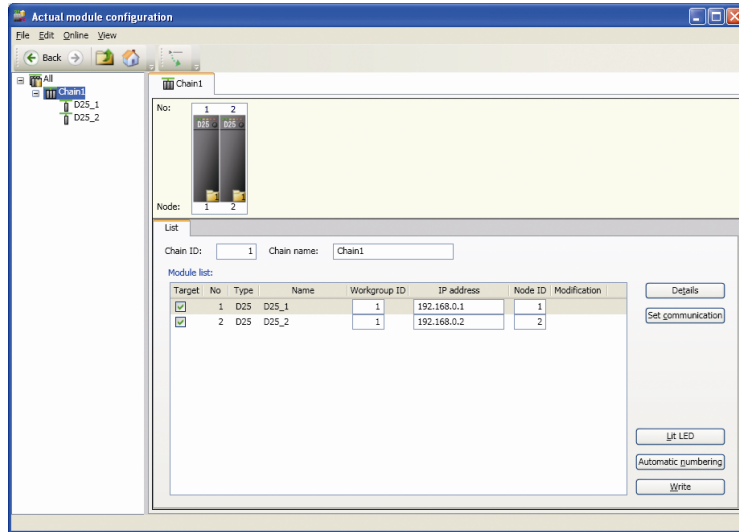 Actual module configuration
File Edit Online View
Back
All
Chain1
D25_1
D25_2
Chain1
No: 1 2
D25 D25
1 1
Node: 1 2
List
Chain ID: 1 Chain name: Chain1
Module list:
Target No Type Name Workgroup ID IP address Node ID Modification
1 D25 D25_1 1 192.168.0.1 1
2 D25 D25_2 1 192.168.0.2 2
Details
Set communication
Lit LED
Automatic numbering
Write